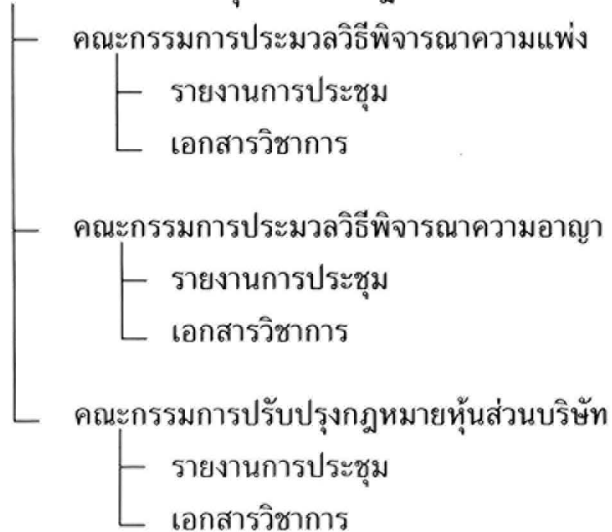 คณะกรรมการประมวลวิธีพิจารณาความแพ่ง
รายงานการประชุม
เอกสารวิชาการ
คณะกรรมการประมวลวิธีพิจารณาความอาญา
รายงานการประชุม
เอกสารวิชาการ
คณะกรรมการปรับปรุงกฎหมายหุ้นส่วนบริษัท
รายงานการประชุม
เอกสารวิชาการ